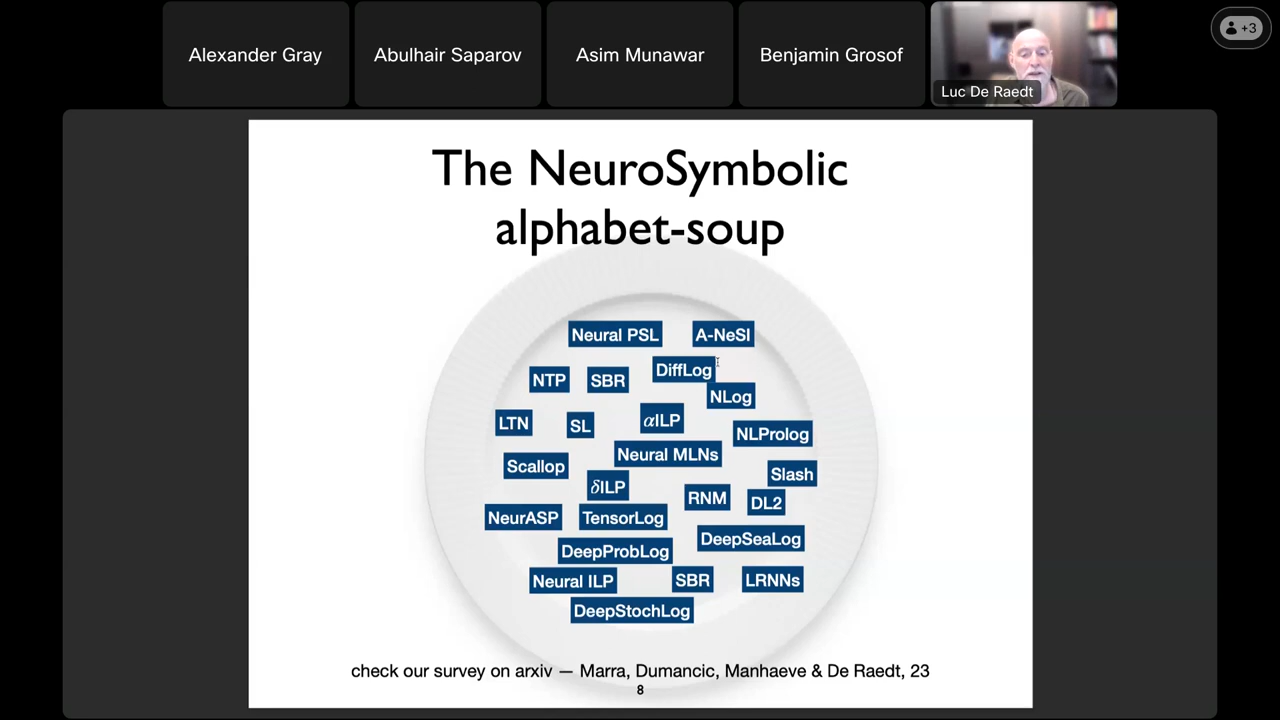 Alexander Gray
Abulhair Saparov
Asim Munawar
Benjamin Grosof
Luc De Raedt
+3
The NeuroSymbolic
alphabet-soup
Neural PSL
A-NeSI
DiffLog
NTP
SBR
NLog
LTN
SL
αILP
NLProlog
Neural MLNs
Scallop
Slash
δILP
RNM
DL2
NeurASP
TensorLog
DeepSeaLog
DeepProbLog
Neural ILP
SBR
LRNNs
DeepStochLog
check our survey on arxiv — Marra, Dumancic, Manhaeve & De Raedt, 23
8